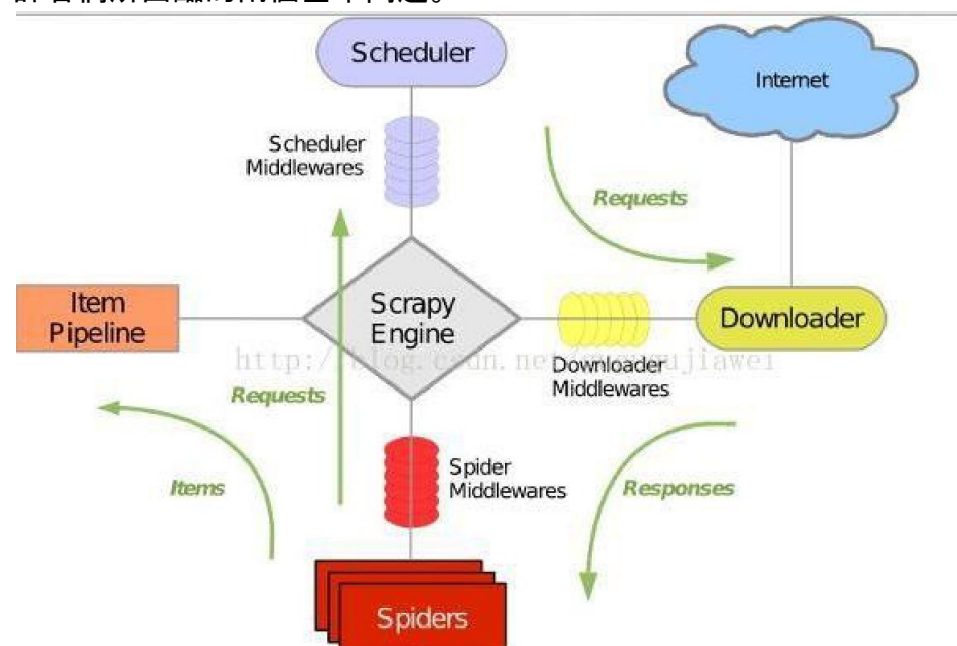 Scheduler
Internet
Scheduler
Middlewares
Requests
Item
Pipeline
Scrapy
Engine
Downloader
Downloader
Middlewares
Requests
Items
Spider
Middlewares
Responses
Spiders